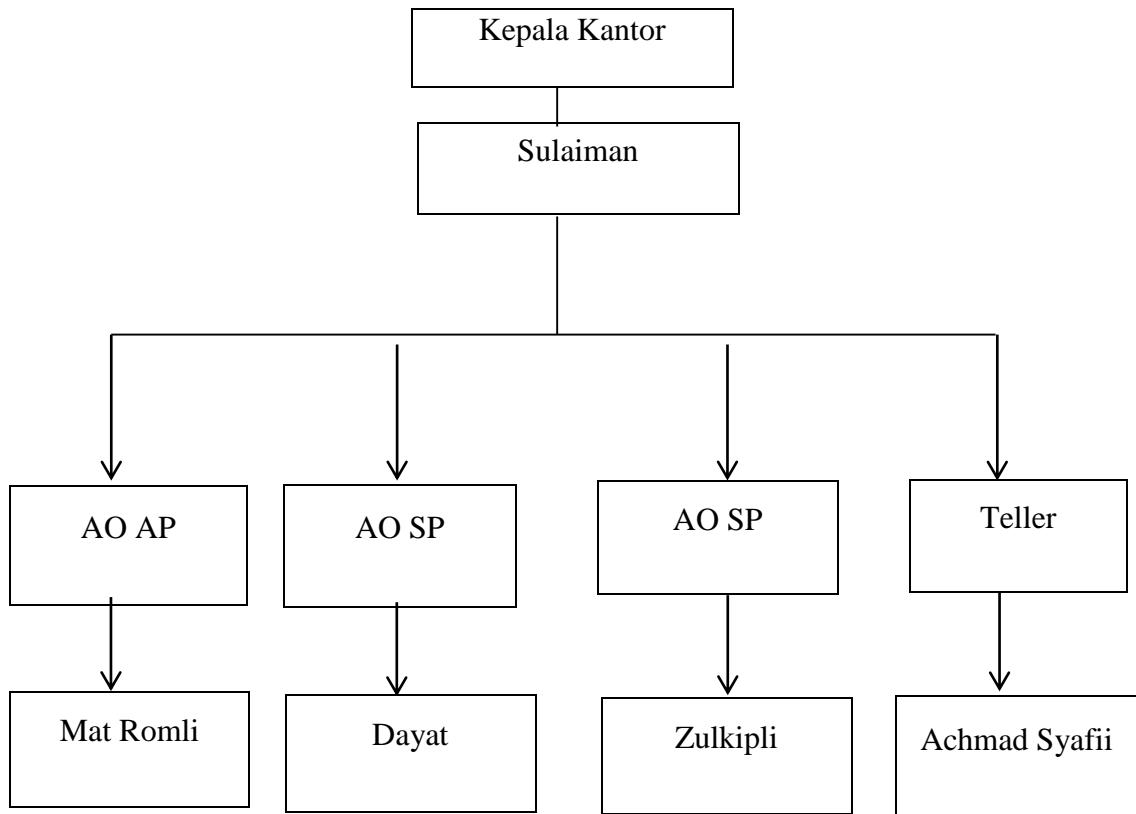 Kepala Kantor
Sulaiman
AO AP
AO SP
AO SP
Teller
Mat Romli
Dayat
Zulkipli
Achmad Syafii